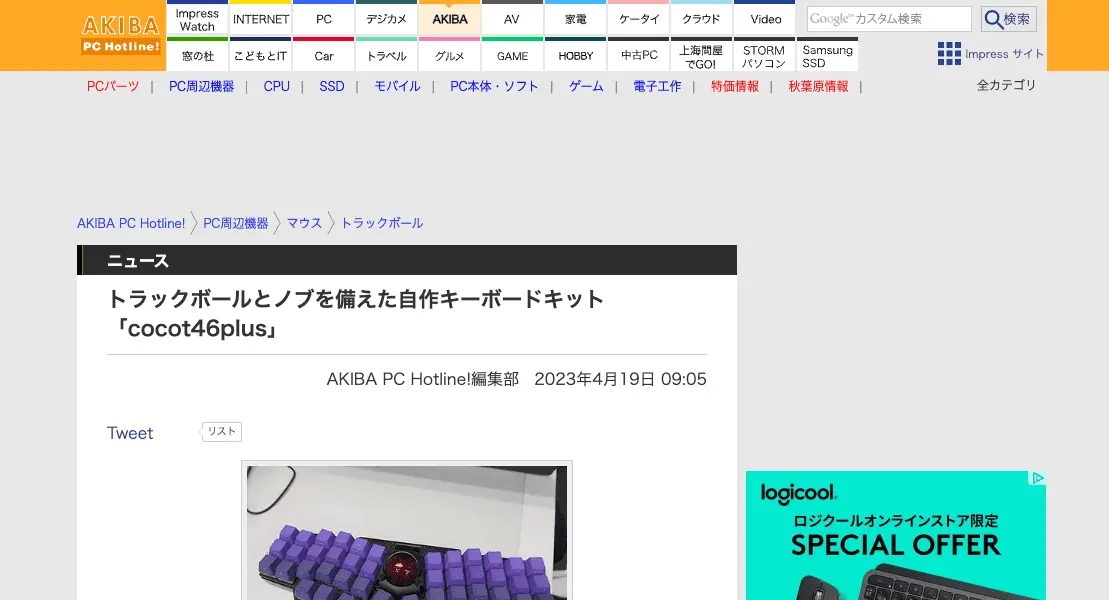 AKIBA
PC Hotline!
Impress
Watch
INTERNET
PC
デジカメ
AKIBA
AV
家電
ケータイ
クラウド
Video
Google™カスタム検索
検索
窓の杜
こどもとIT
Car
トラベル
グルメ
GAME
HOBBY
中古PC
上海問屋
でGO!
STORM
パソコン
Samsung
SSD
Impress サイト
PCパーツ | PC周辺機器 | CPU | SSD | モバイル | PC本体・ソフト | ゲーム | 電子工作 | 特価情報 | 秋葉原情報 |
全カテゴリ
AKIBA PC Hotline! 〉 PC周辺機器 〉 マウス 〉 トラックボール
ニュース
トラックボールとノブを備えた自作キーボードキット
「cocot46plus」
AKIBA PC Hotline!編集部 2023年4月19日 09:05
Tweet
リスト
logicool.
ロジクールオンラインストア限定
SPECIAL OFFER